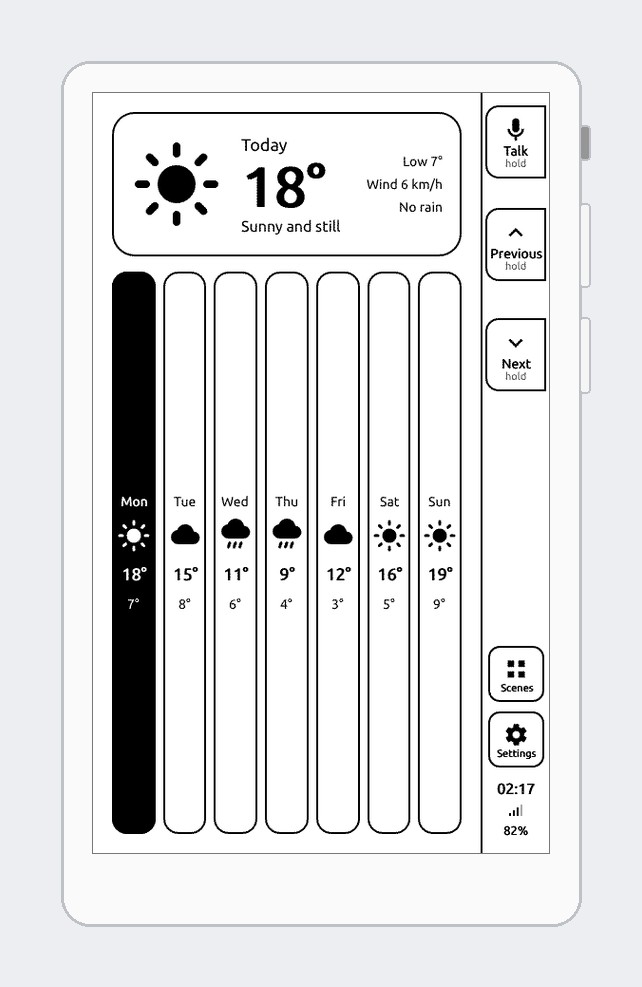 Today
18°
Sunny and still
Low 7°
Wind 6 km/h
No rain
Mon
18°
7°
Tue
15°
8°
Wed
11°
6°
Thu
9°
4°
Fri
12°
3°
Sat
16°
5°
Sun
19°
9°
Talk
hold
Previous
hold
Next
hold
Scenes
Settings
02:17
82%